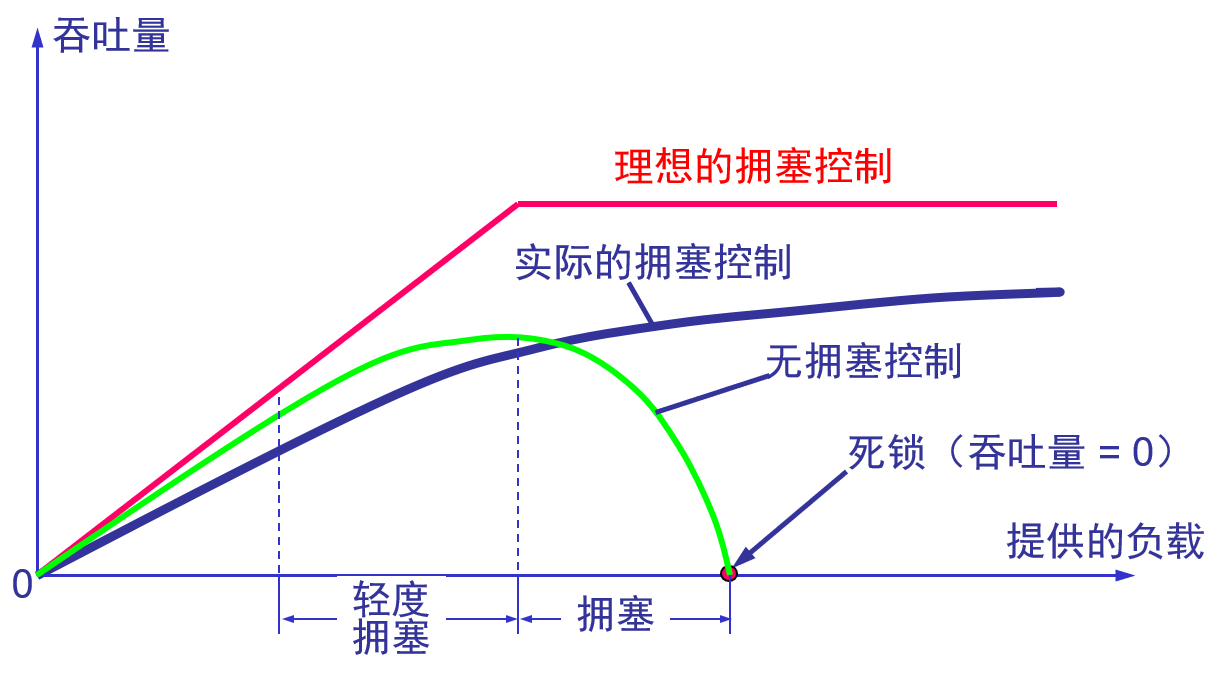 吞吐量
理想的拥塞控制
实际的拥塞控制
无拥塞控制
死锁（吞吐量 = 0）
提供的负载
0
轻度
拥塞
拥塞